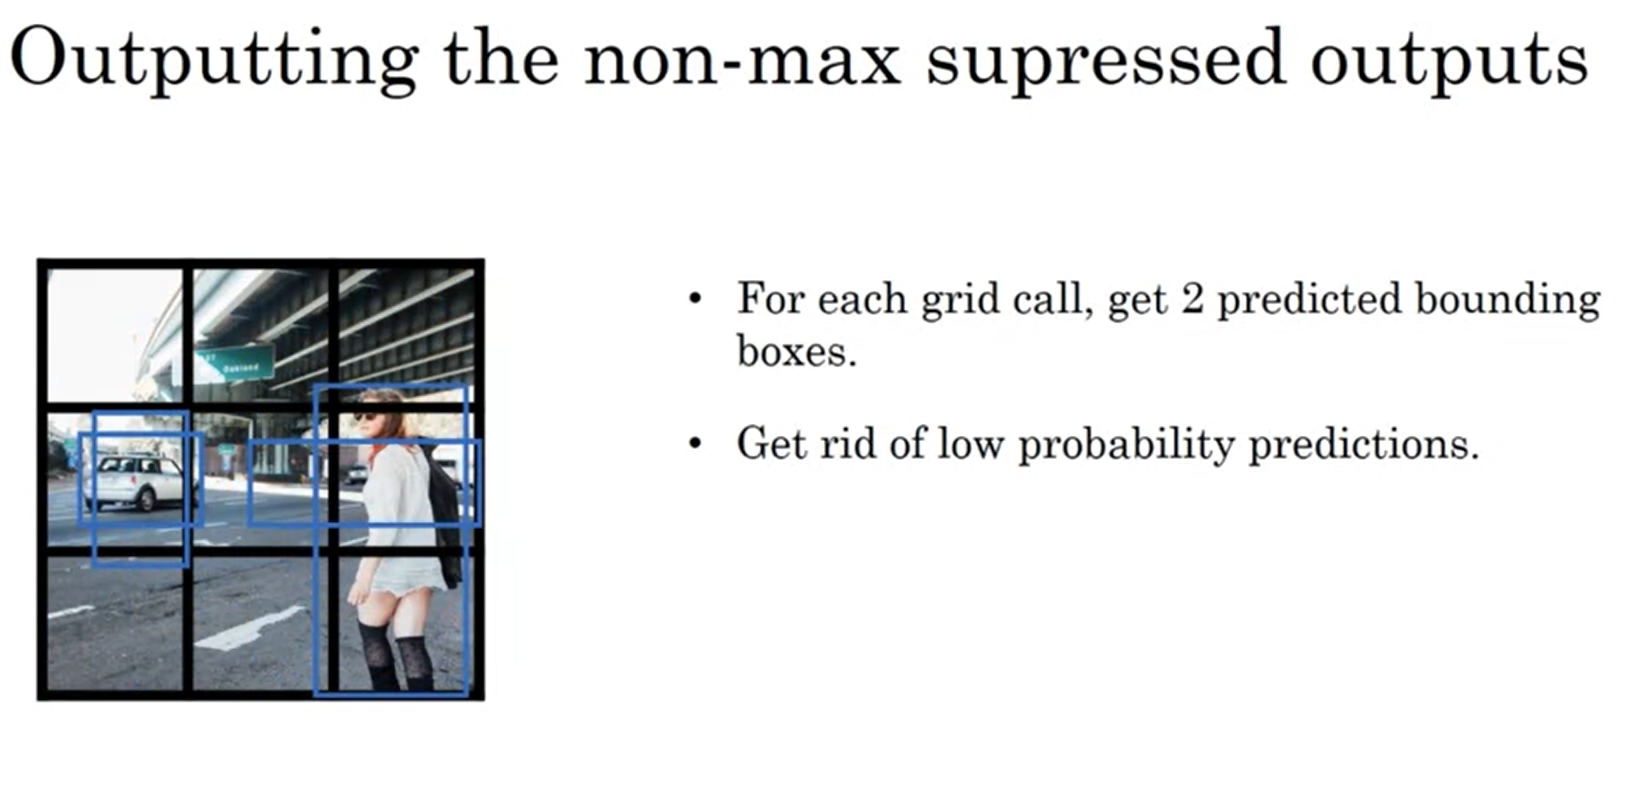 Outputting the non-max supressed outputs
Oakland
• For each grid call, get 2 predicted bounding
boxes.
• Get rid of low probability predictions.